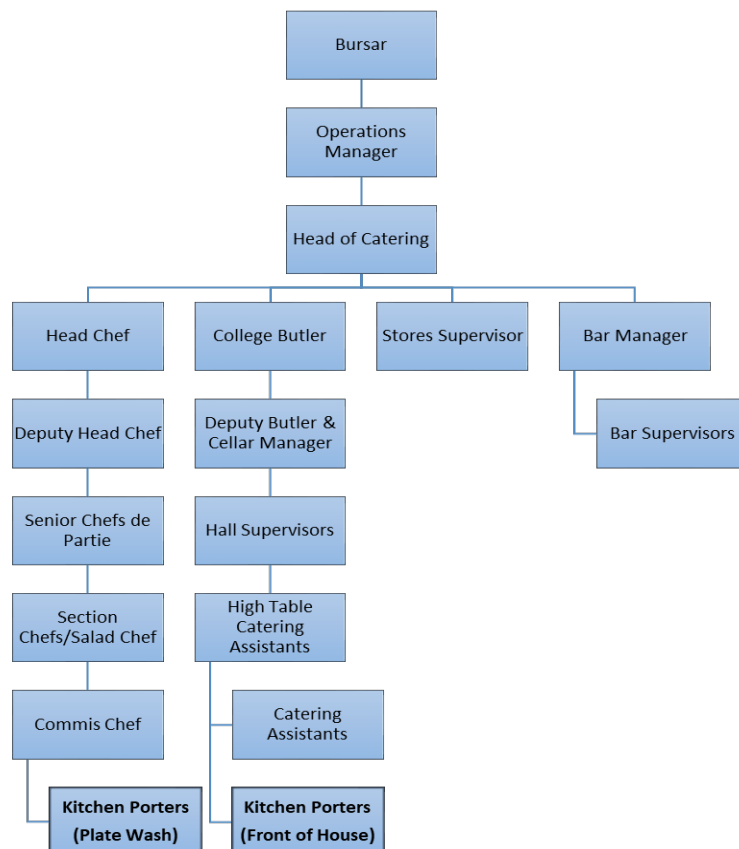 Bursar
Operations
Manager
Head of Catering
Head Chef
College Butler
Stores Supervisor
Bar Manager
Deputy Head Chef
Deputy Butler &
Cellar Manager
Bar Supervisors
Senior Chefs de
Partie
Hall Supervisors
Section
Chefs/Salad Chef
High Table
Catering
Assistants
Commis Chef
Catering
Assistants
Kitchen Porters
(Plate Wash)
Kitchen Porters
(Front of House)